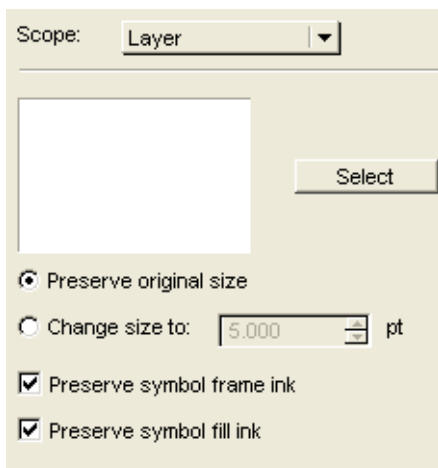 Scope: Layer
Select
Preserve original size
Change size to: 5.000 pt
Preserve symbol frame ink
Preserve symbol fill ink